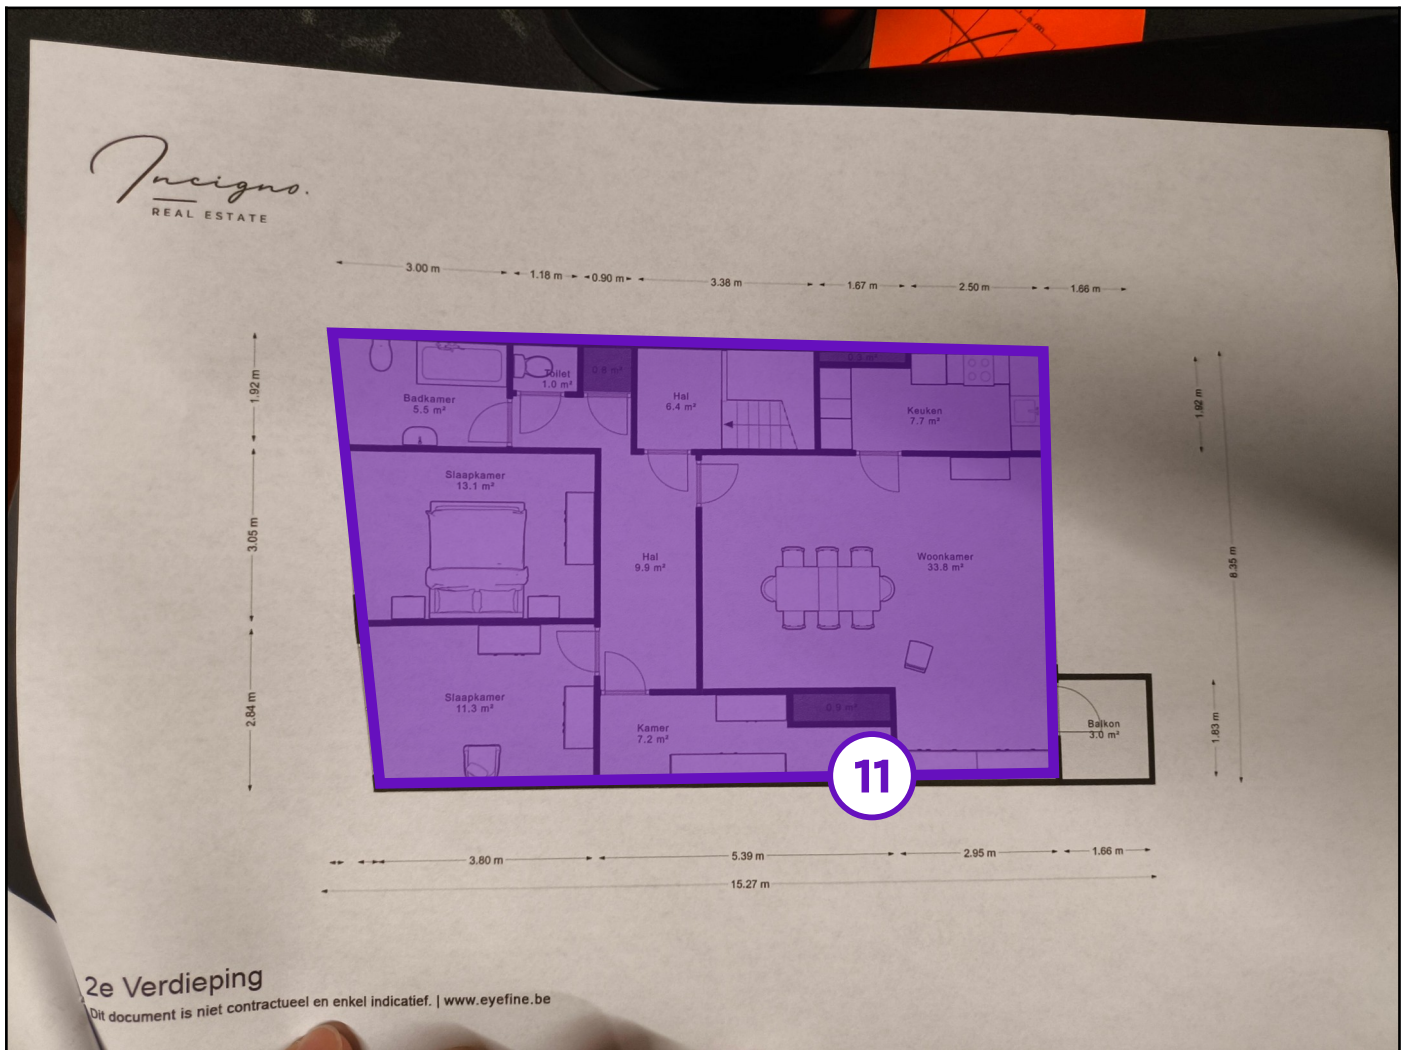 Incigno.
REAL ESTATE
3.00 m
1.18 m
0.90 m
3.38 m
1.67 m
2.50 m
1.66 m
1.92 m
3.05 m
2.84 m
1.92 m
8.35 m
1.83 m
Badkamer
5.5 m²
Toilet
1.0 m²
0.8 m²
Hal
6.4 m²
Keuken
7.7 m²
Slaapkamer
13.1 m²
Hal
9.9 m²
Woonkamer
33.8 m²
Slaapkamer
11.3 m²
Kamer
7.2 m²
0.9 m²
Balkon
3.0 m²
11
3.80 m
5.39 m
2.95 m
1.66 m
15.27 m
2e Verdieping
Dit document is niet contractueel en enkel indicatief. | www.eyefine.be